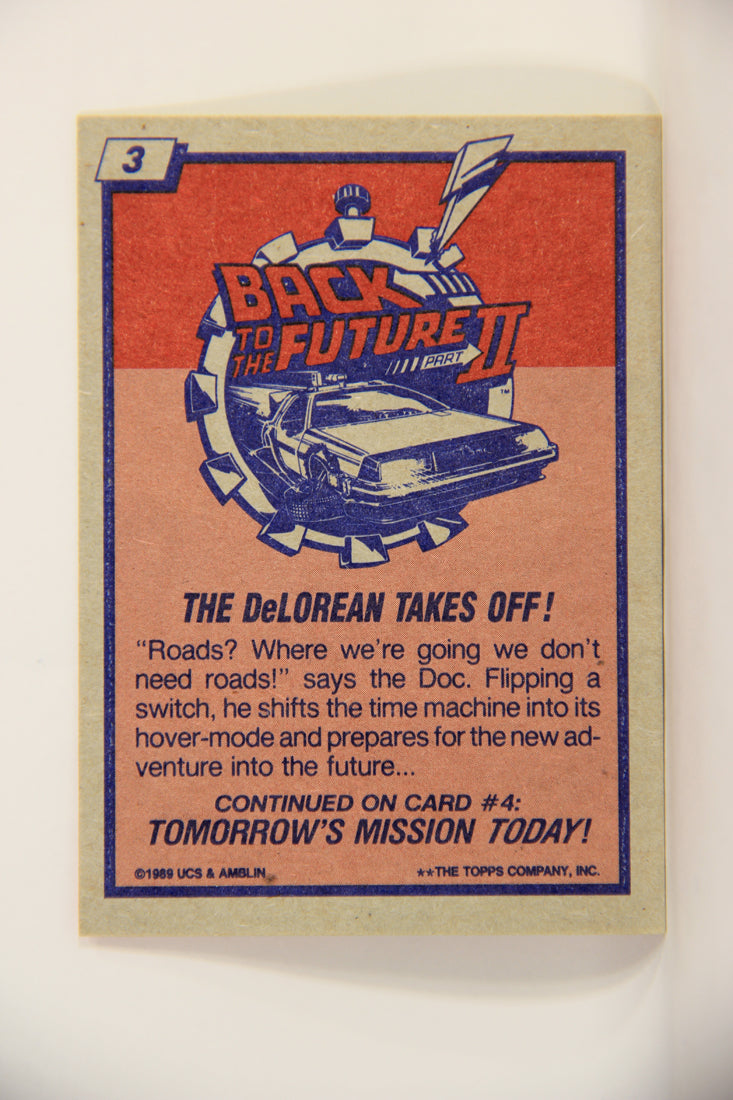 3
BACK
TO THE FUTURE PART II
TM
THE DeLOREAN TAKES OFF!
“Roads? Where we’re going we don’t
need roads!” says the Doc. Flipping a
switch, he shifts the time machine into its
hover-mode and prepares for the new ad-
venture into the future...
CONTINUED ON CARD #4:
TOMORROW’S MISSION TODAY!
©1989 UCS & AMBLIN
**THE TOPPS COMPANY, INC.